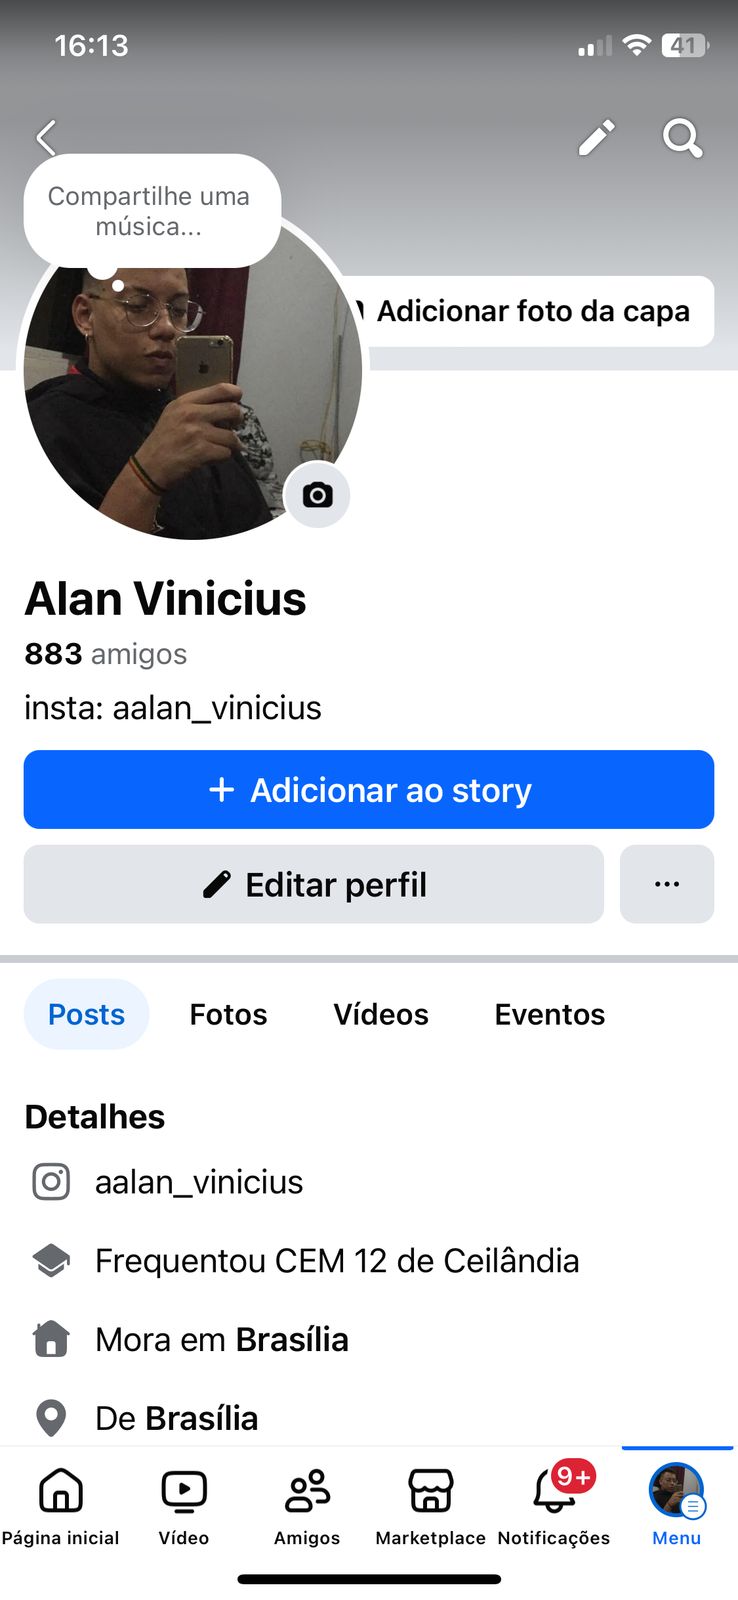 16:13
41
Compartilhe uma
música...
Adicionar foto da capa
Alan Vinicius
883 amigos
insta: aalan_vinicius
+ Adicionar ao story
Editar perfil
...
Posts Fotos Vídeos Eventos
Detalhes
aalan_vinicius
Frequentou CEM 12 de Ceilândia
Mora em Brasília
De Brasília
9+
Página inicial Vídeo Amigos Marketplace Notificações Menu